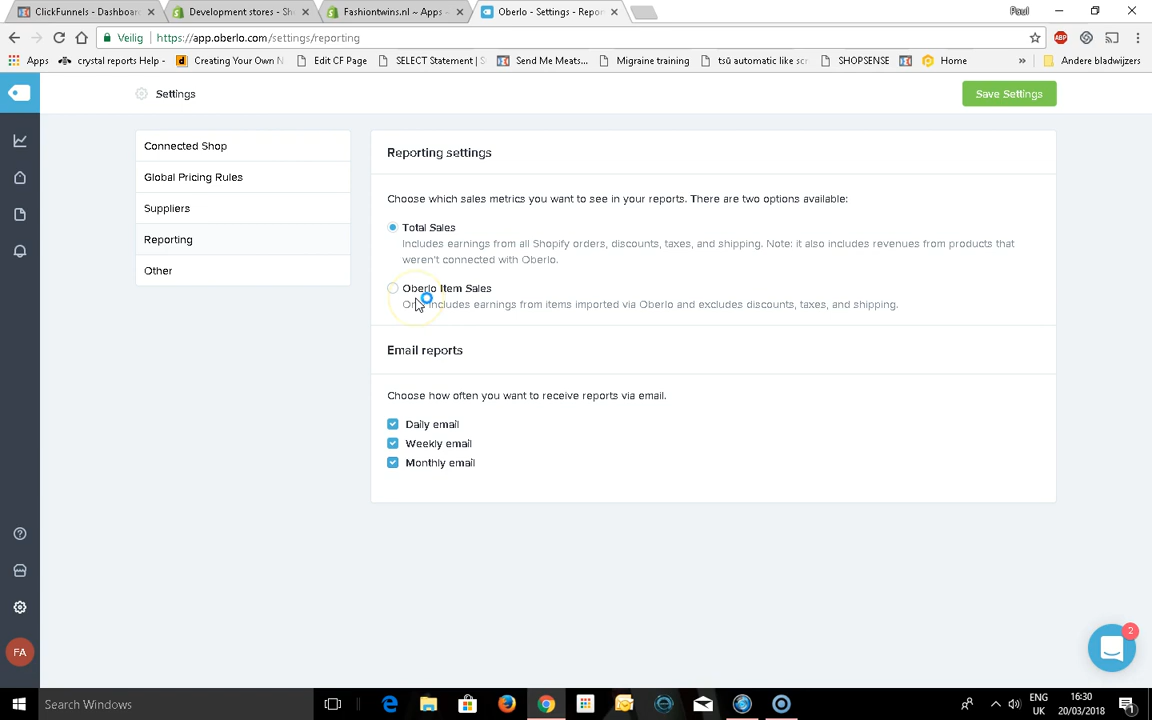 ClickFunnels - Dashboar
Development stores - Sh
Fashiontwins.nl ~ Apps ~
Oberlo - Settings - Repor
Paul
Veilig
https://app.oberlo.com/settings/reporting
ABP
Apps
crystal reports Help -
Creating Your Own N
Edit CF Page
SELECT Statement | S
Send Me Meats...
Migraine training
tsū automatic like scr
SHOPSENSE
Home
»
Andere bladwijzers
Settings
Save Settings
Connected Shop
Global Pricing Rules
Suppliers
Reporting
Other
Reporting settings
Choose which sales metrics you want to see in your reports. There are two options available:
Total Sales
Includes earnings from all Shopify orders, discounts, taxes, and shipping. Note: it also includes revenues from products that
weren't connected with Oberlo.
Oberlo Item Sales
Only includes earnings from items imported via Oberlo and excludes discounts, taxes, and shipping.
Email reports
Choose how often you want to receive reports via email.
Daily email
Weekly email
Monthly email
FA
2
Search Windows
ENG
UK
16:30
20/03/2018
1